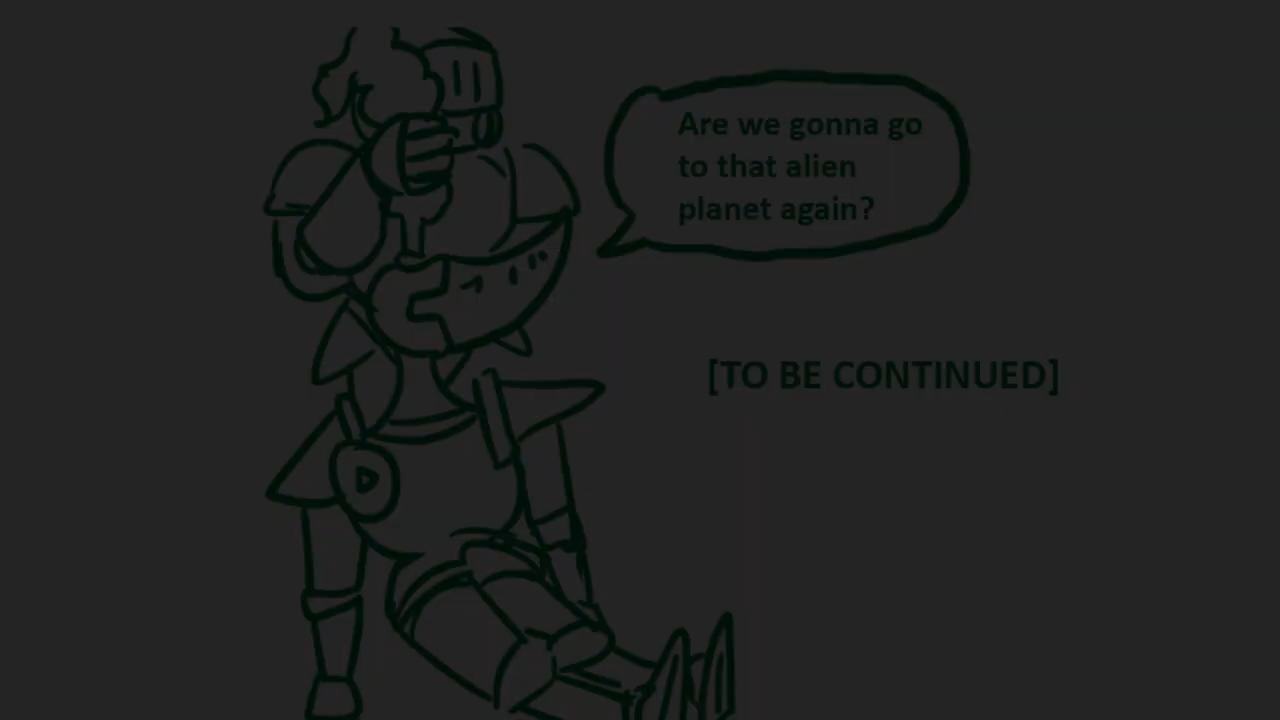 Are we gonna go
to that alien
planet again?
[TO BE CONTINUED]